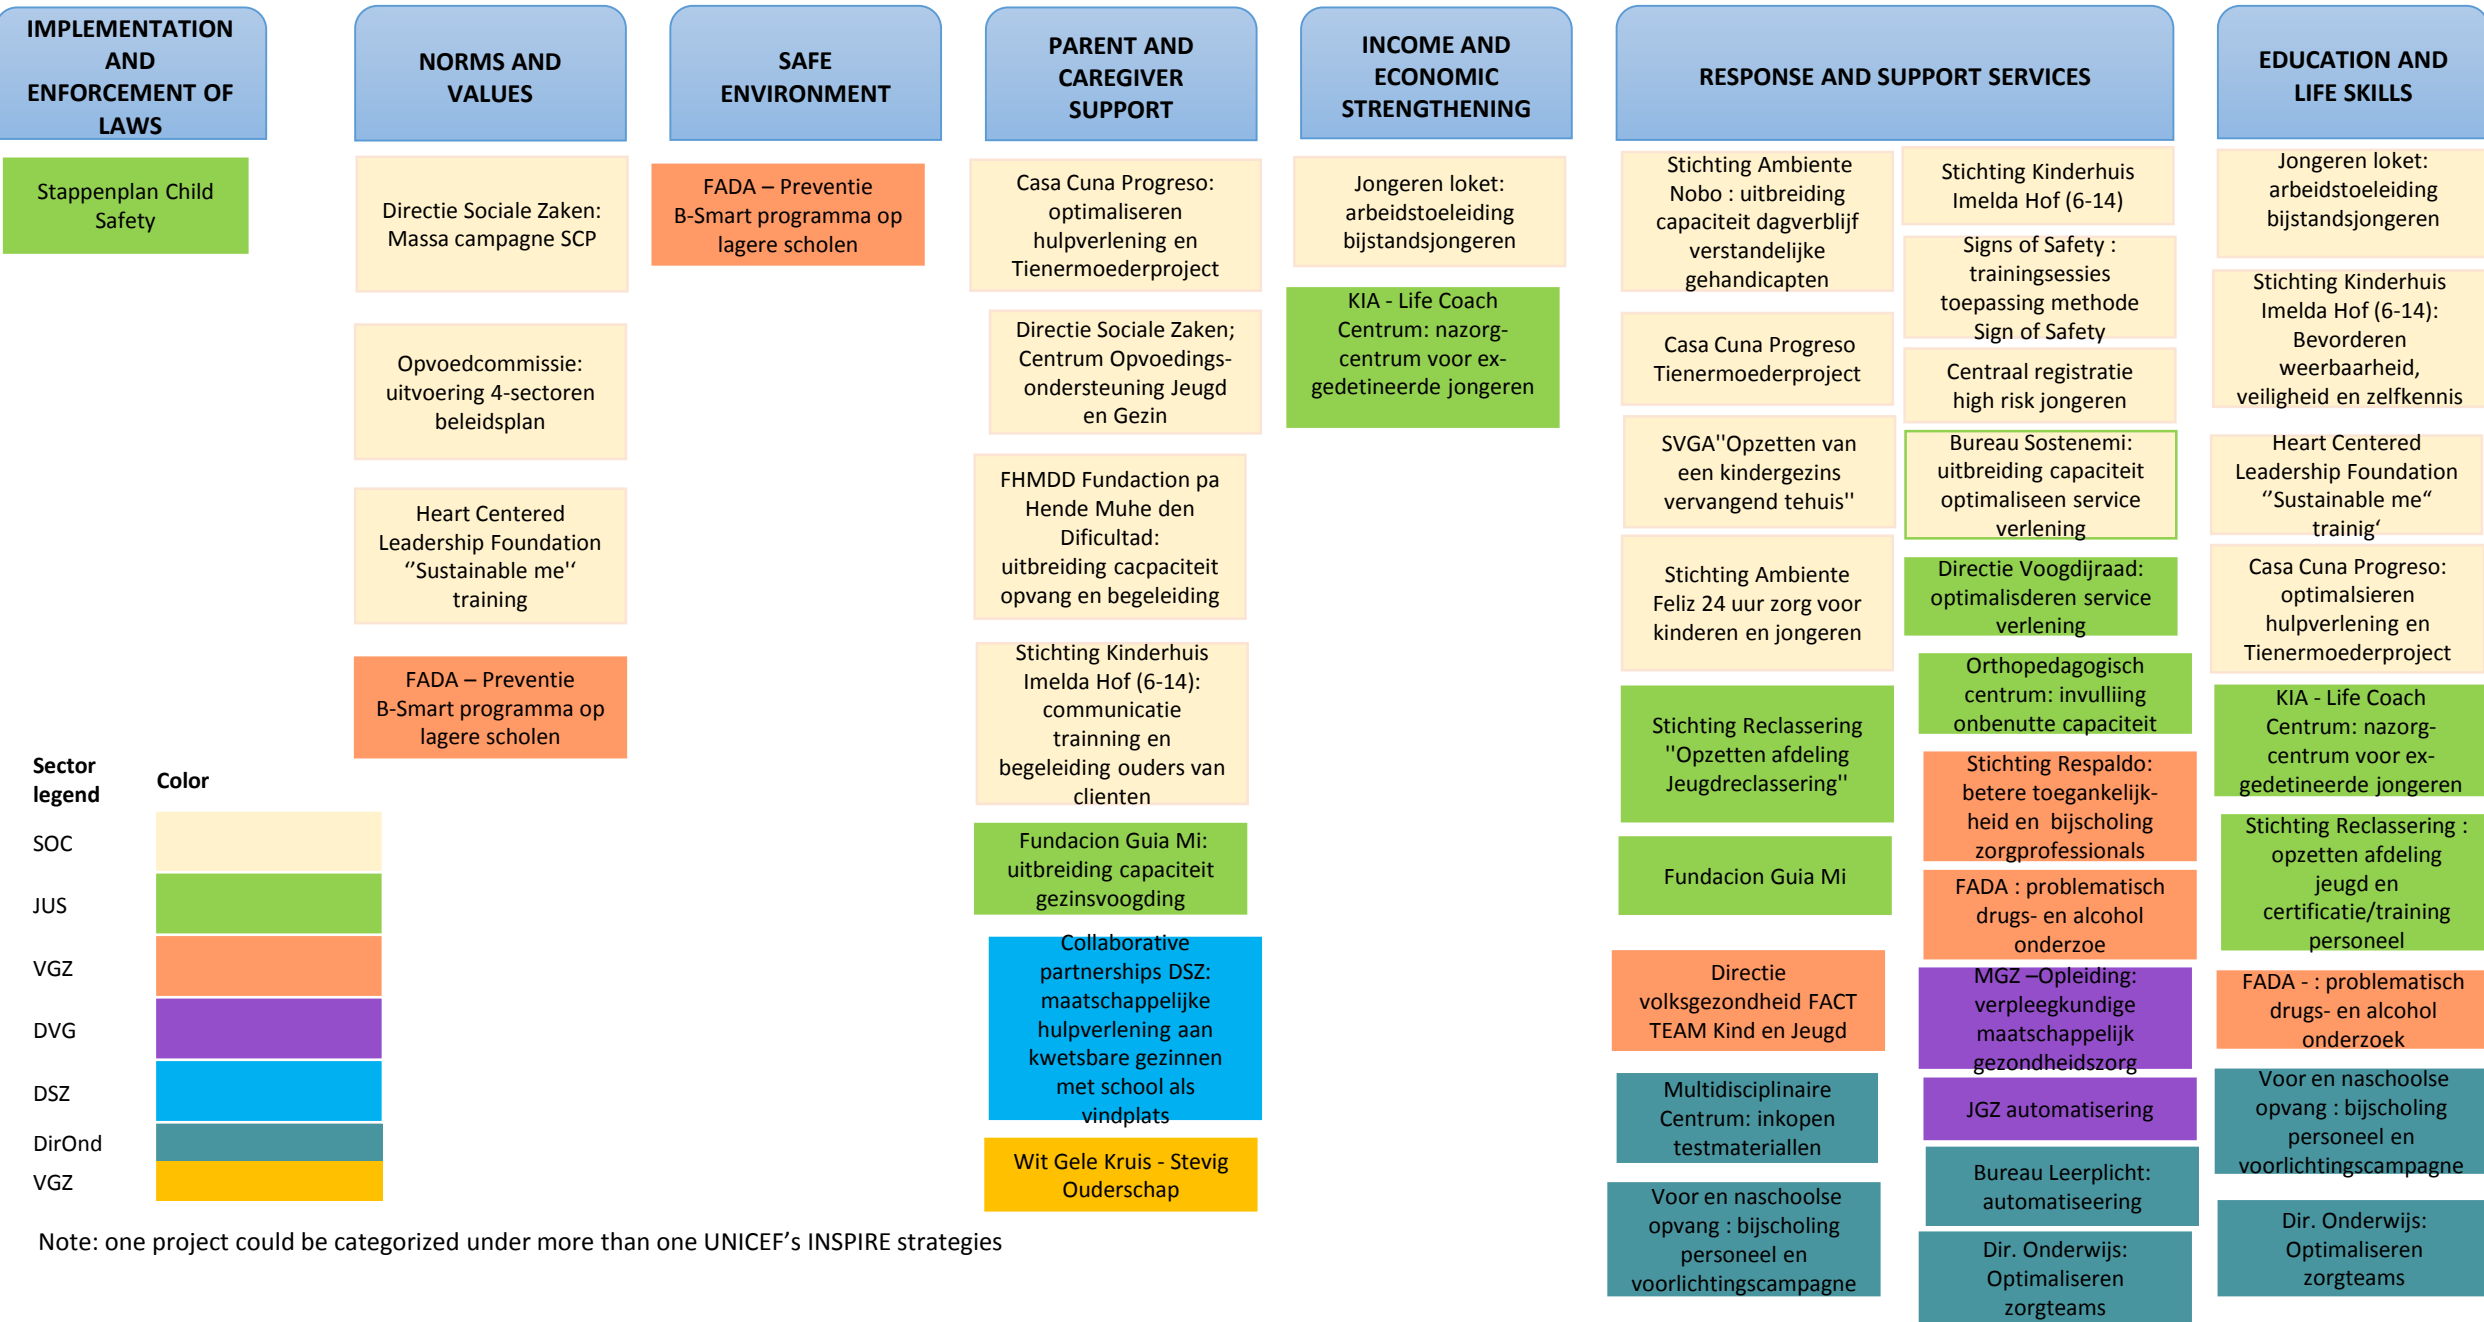 IMPLEMENTATION
AND
ENFORCEMENT OF
LAWS
Stappenplan Child
Safety
NORMS AND
VALUES
Directie Sociale Zaken:
Massa campagne SCP
Opvoedcommissie:
uitvoering 4-sectoren
beleidsplan
Heart Centered
Leadership Foundation
‘’Sustainable me'‘
training
FADA – Preventie
B-Smart programma op
lagere scholen
SAFE
ENVIRONMENT
FADA – Preventie
B-Smart programma op
lagere scholen
PARENT AND
CAREGIVER
SUPPORT
Casa Cuna Progreso:
optimaliseren
hulpverlening en
Tienermoederproject
Directie Sociale Zaken;
Centrum Opvoedings-
ondersteuning Jeugd
en Gezin
FHMDD Fundaction pa
Hende Muhe den
Dificultad:
uitbreiding cacpaciteit
opvang en begeleiding
Stichting Kinderhuis
Imelda Hof (6-14):
communicatie
trainning en
begeleiding ouders van
clienten
Fundacion Guia Mi:
uitbreiding capaciteit
gezinsvoogding
Collaborative
partnerships DSZ:
maatschappelijke
hulpverlening aan
kwetsbare gezinnen
met school als
vindplats
Wit Gele Kruis - Stevig
Ouderschap
INCOME AND
ECONOMIC
STRENGTHENING
Jongeren loket:
arbeidstoeleiding
bijstandsjongeren
KIA - Life Coach
Centrum: nazorg-
centrum voor ex-
gedetineerde jongeren
RESPONSE AND SUPPORT SERVICES
Stichting Ambiente
Nobo : uitbreiding
capaciteit dagverblijf
verstandelijke
gehandicapten
Casa Cuna Progreso
Tienermoederproject
SVGA''Opzetten van
een kindergezins
vervangend tehuis''
Stichting Ambiente
Feliz 24 uur zorg voor
kinderen en jongeren
Stichting Reclassering
''Opzetten afdeling
Jeugdreclassering''
Fundacion Guia Mi
Directie
volksgezondheid FACT
TEAM Kind en Jeugd
Multidisciplinaire
Centrum: inkopen
testmateriallen
Voor en naschoolse
opvang : bijscholing
personeel en
voorlichtingscampagne
Stichting Kinderhuis
Imelda Hof (6-14)
Signs of Safety :
trainingsessies
toepassing methode
Sign of Safety
Centraal registratie
high risk jongeren
Bureau Sostenemi:
uitbreiding capaciteit
optimaliseen service
verlening
Directie Voogdijraad:
optimalisderen service
verlening
Orthopedagogisch
centrum: invulliing
onbenutte capaciteit
Stichting Respaldo:
betere toegankelijk-
heid en bijscholing
zorgprofessionals
FADA : problematisch
drugs- en alcohol
onderzoe
MGZ –Opleiding:
verpleegkundige
maatschappelijk
gezondheidszorg
JGZ automatisering
Bureau Leerplicht:
automatiseering
Dir. Onderwijs:
Optimaliseren
zorgteams
EDUCATION AND
LIFE SKILLS
Jongeren loket:
arbeidstoeleiding
bijstandsjongeren
Stichting Kinderhuis
Imelda Hof (6-14):
Bevorderen
weerbaarheid,
veiligheid en zelfkennis
Heart Centered
Leadership Foundation
‘’Sustainable me“
trainig‘
Casa Cuna Progreso:
optimalsieren
hulpverlening en
Tienermoederproject
KIA - Life Coach
Centrum: nazorg-
centrum voor ex-
gedetineerde jongeren
Stichting Reclassering :
opzetten afdeling
jeugd en
certificatie/training
personeel
FADA - : problematisch
drugs- en alcohol
onderzoek
Voor en naschoolse
opvang : bijscholing
personeel en
voorlichtingscampagne
Dir. Onderwijs:
Optimaliseren
zorgteams
Sector
legend
Color
SOC
JUS
VGZ
DVG
DSZ
DirOnd
VGZ
Note: one project could be categorized under more than one UNICEF’s INSPIRE strategies